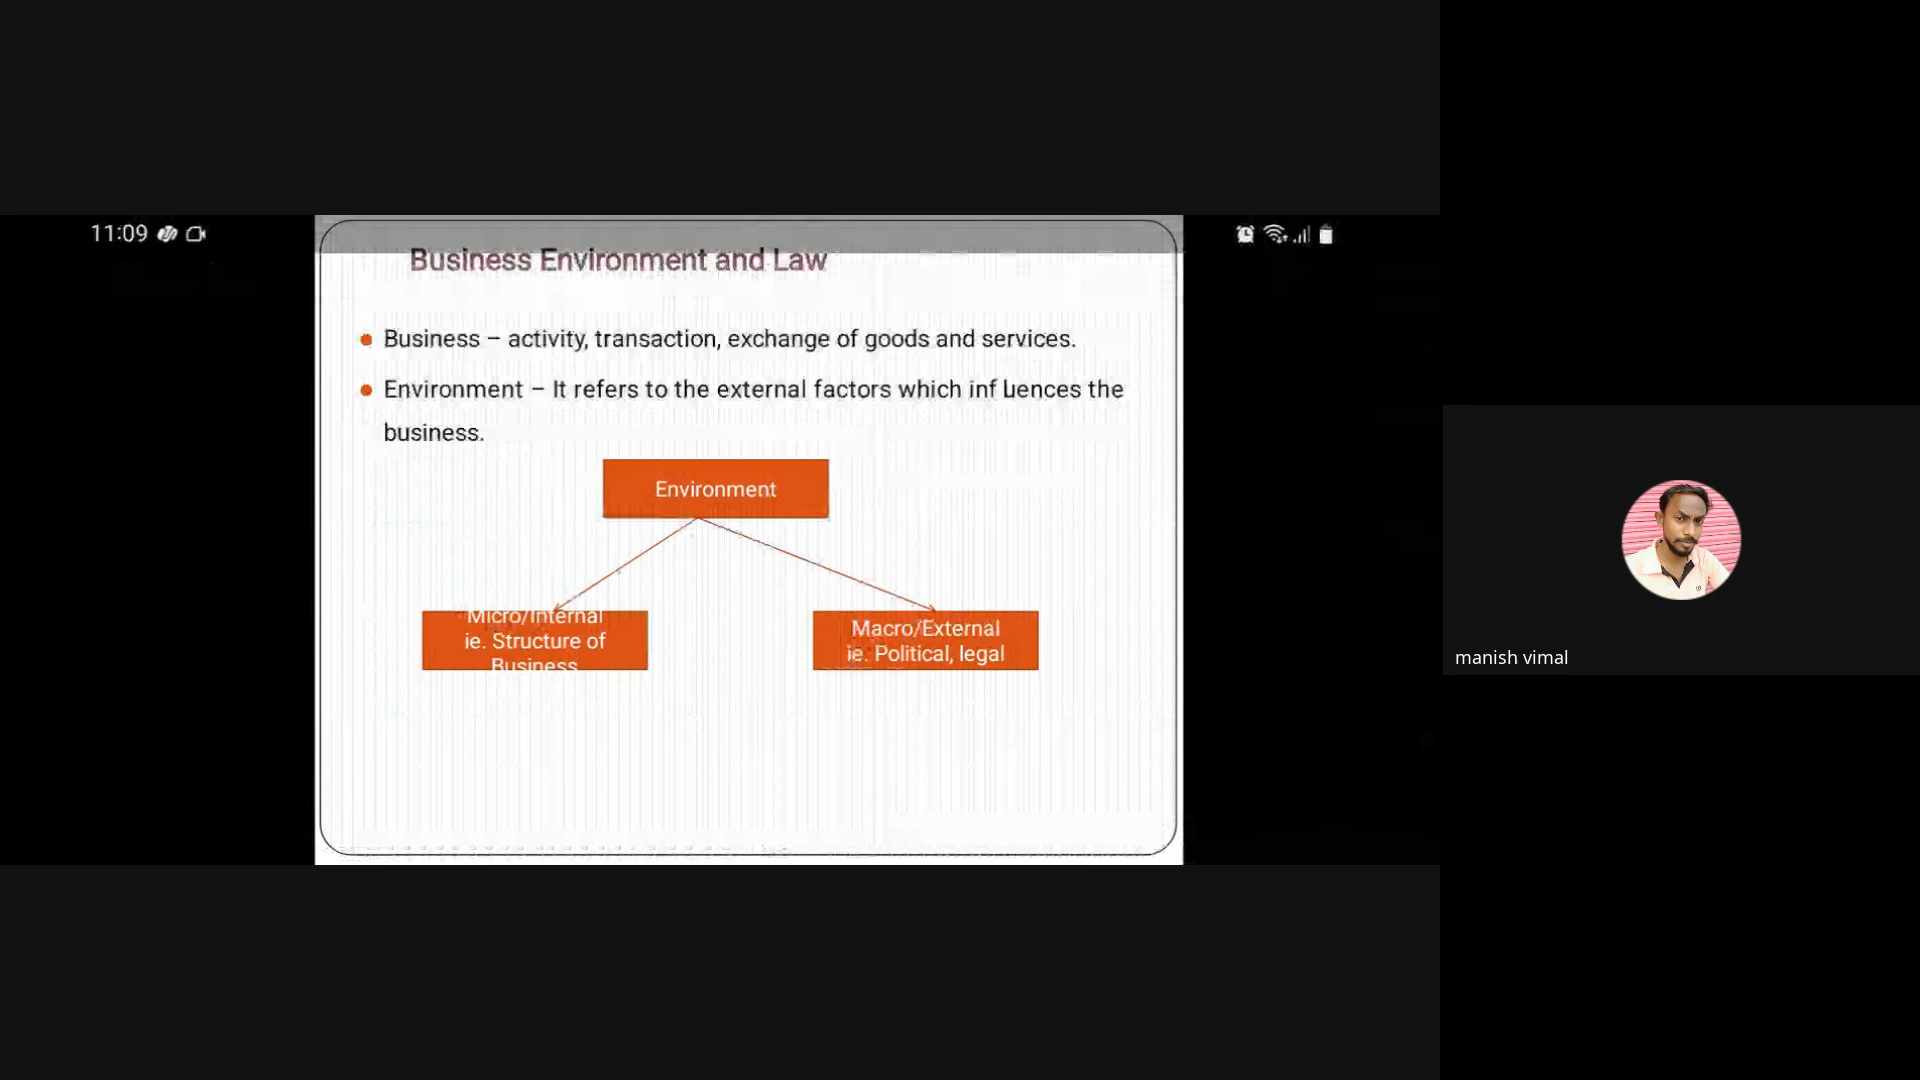 11:09
Business Environment and Law
Business – activity, transaction, exchange of goods and services.
Environment – It refers to the external factors which inf luences the
business.
Environment
Micro/Internal
ie. Structure of
Business
Macro/External
ie. Political, legal
manish vimal